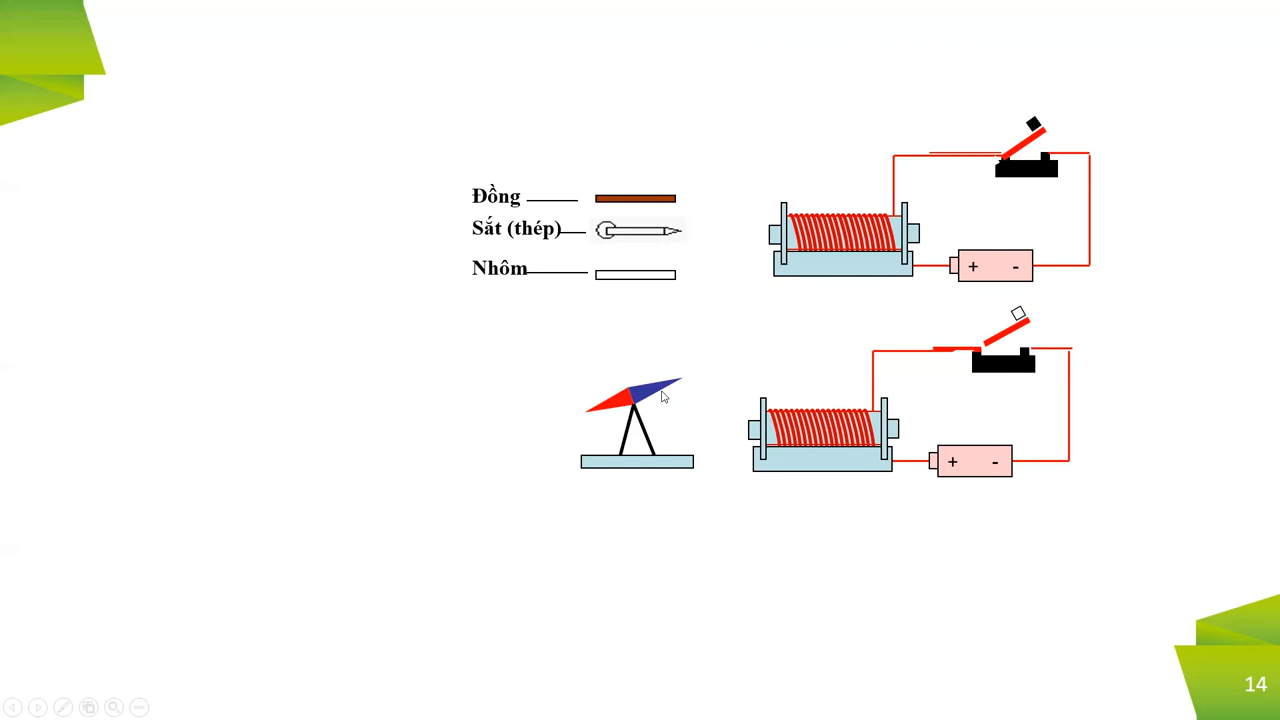 Đồng
Sắt (thép)
Nhôm
+ -
+ -
14